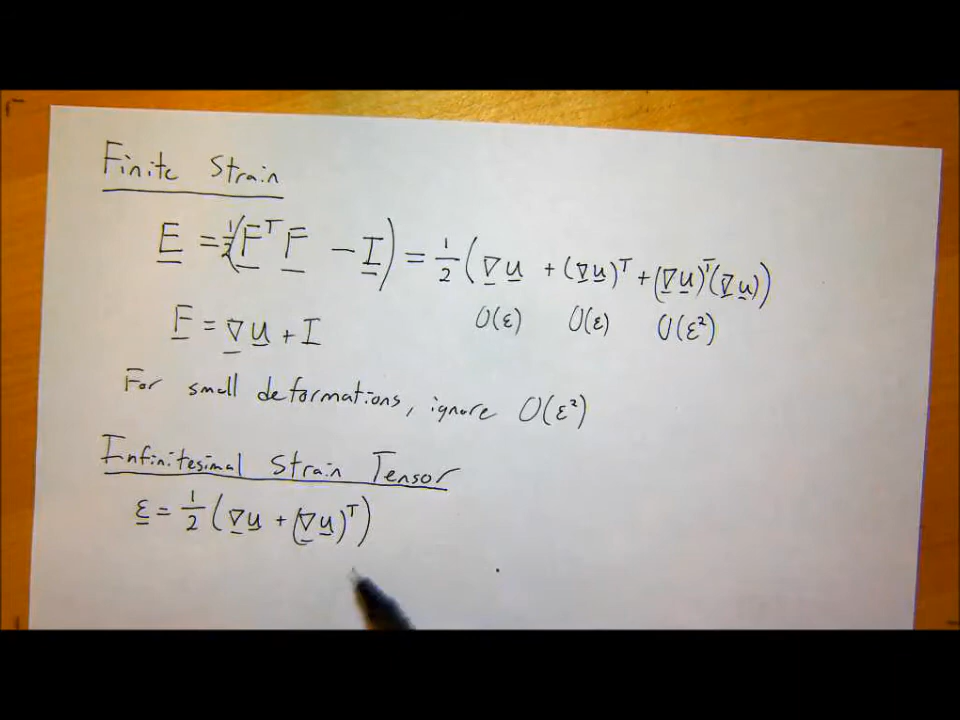 Finite Strain
E = ½(FᵀF - I) = ½(∇u + (∇u)ᵀ + (∇u)ᵀ(∇u))
O(ε) O(ε) O(ε²)
F = ∇u + I
For small deformations, ignore O(ε²)
Infinitesimal Strain Tensor
ε = ½(∇u + (∇u)ᵀ)